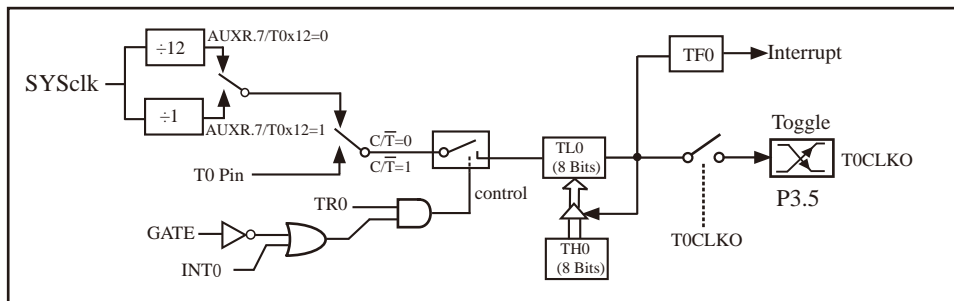 ÷12
AUXR.7/T0x12=0
SYSclk
÷1
AUXR.7/T0x12=1
T0 Pin
C/T̅=0
C/T̅=1
TR0
GATE
INT0
control
TL0
(8 Bits)
TH0
(8 Bits)
TF0
Interrupt
Toggle
T0CLKO
P3.5
T0CLKO